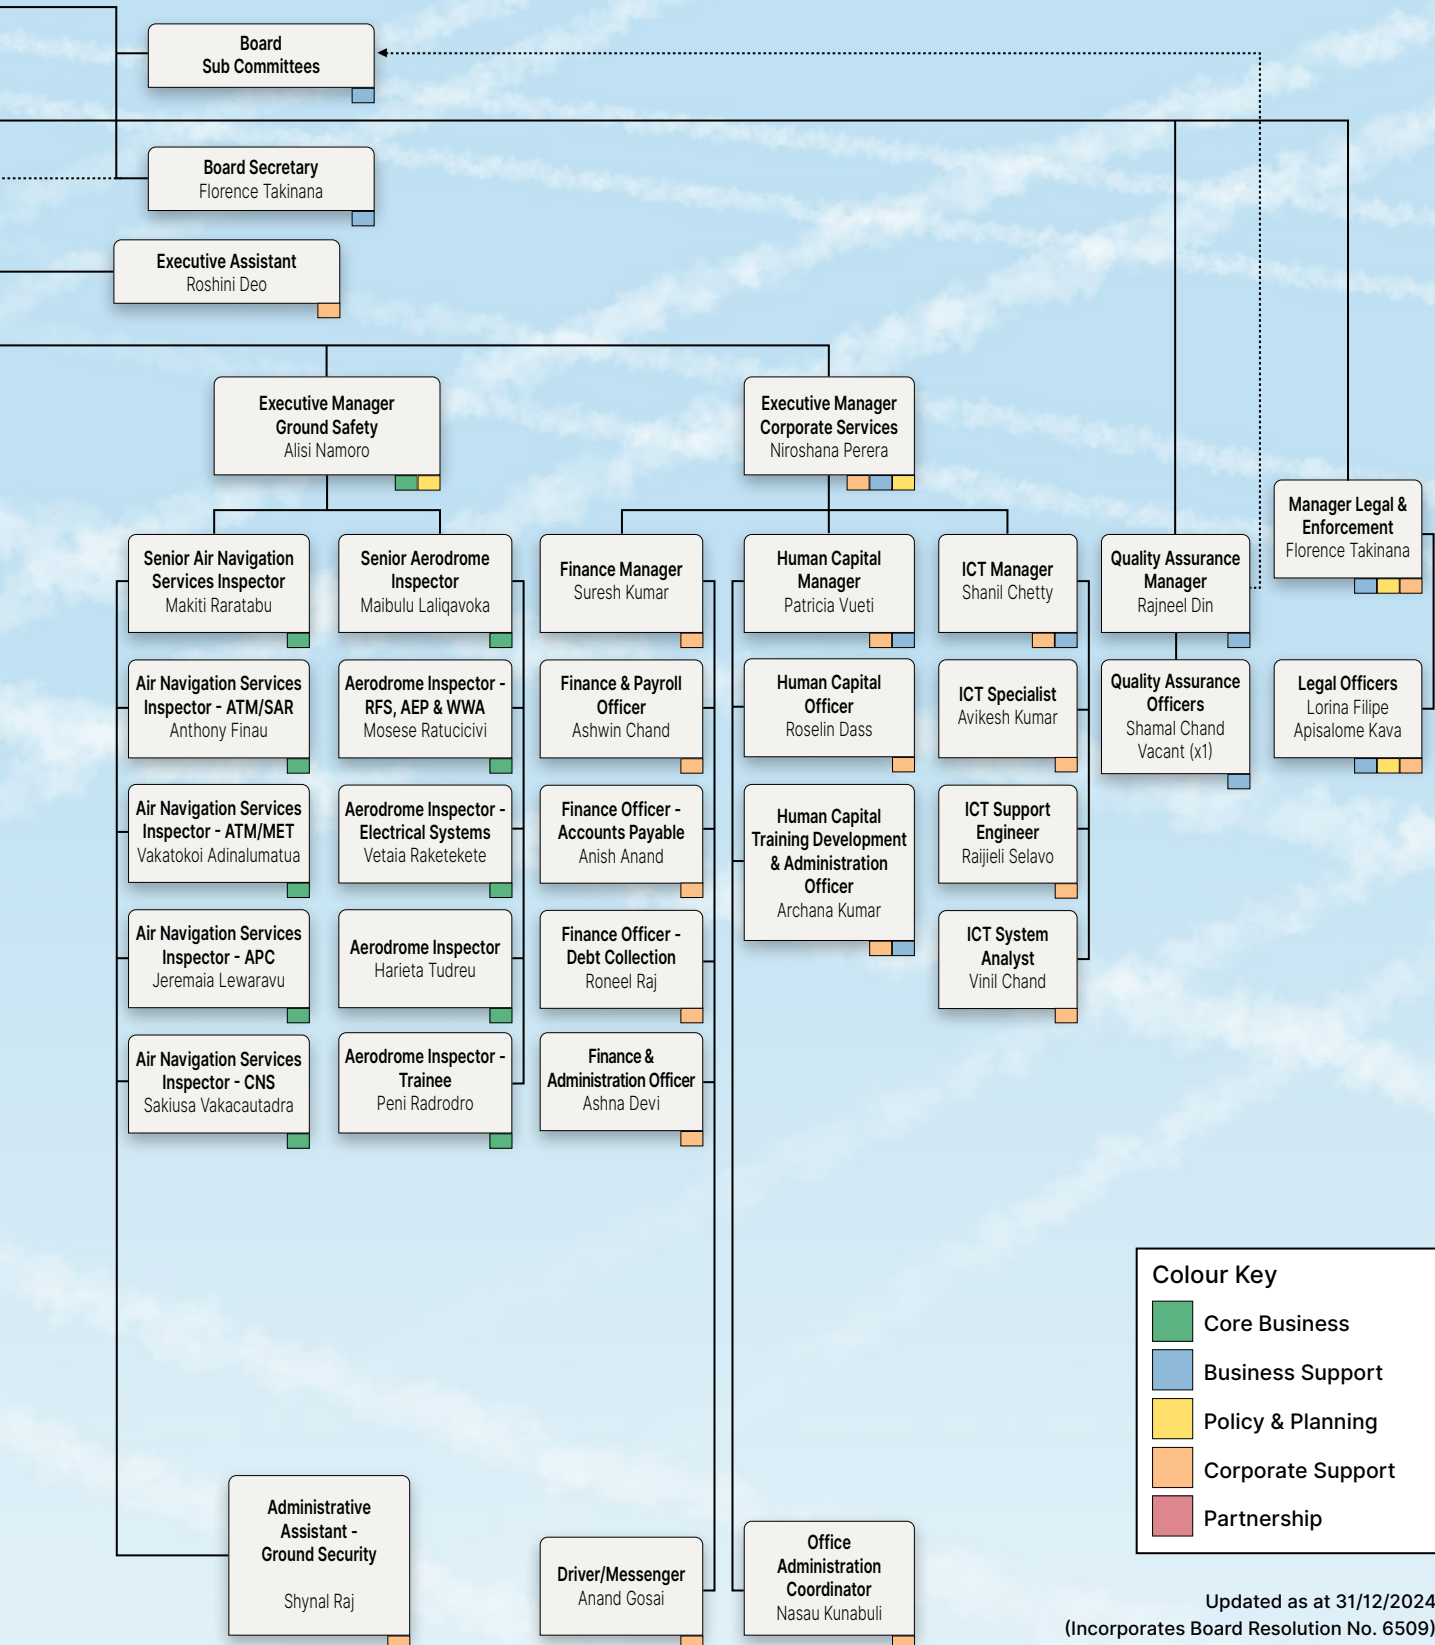 Board
Sub Committees
Board Secretary
Florence Takinana
Executive Assistant
Roshini Deo
Executive Manager
Ground Safety
Alisi Namoro
Executive Manager
Corporate Services
Niroshana Perera
Senior Air Navigation
Services Inspector
Makiti Raratabu
Air Navigation Services
Inspector - ATM/SAR
Anthony Finau
Air Navigation Services
Inspector - ATM/MET
Vakatokoi Adinalumatua
Air Navigation Services
Inspector - APC
Jeremaia Lewaravu
Air Navigation Services
Inspector - CNS
Sakiusa Vakacautadra
Administrative
Assistant -
Ground Security
Shynal Raj
Senior Aerodrome
Inspector
Maibulu Laliqavoka
Aerodrome Inspector -
RFS, AEP & WWA
Mosese Ratucicivi
Aerodrome Inspector -
Electrical Systems
Vetaia Raketekete
Aerodrome Inspector
Harieta Tudreu
Aerodrome Inspector -
Trainee
Peni Radrodro
Finance Manager
Suresh Kumar
Finance & Payroll
Officer
Ashwin Chand
Finance Officer -
Accounts Payable
Anish Anand
Finance Officer -
Debt Collection
Roneel Raj
Finance &
Administration Officer
Ashna Devi
Driver/Messenger
Anand Gosai
Human Capital
Manager
Patricia Vueti
Human Capital
Officer
Roselin Dass
Human Capital
Training Development
& Administration
Officer
Archana Kumar
Office
Administration
Coordinator
Nasau Kunabuli
ICT Manager
Shanil Chetty
ICT Specialist
Avikesh Kumar
ICT Support
Engineer
Raijieli Selavo
ICT System
Analyst
Vinil Chand
Quality Assurance
Manager
Rajneel Din
Quality Assurance
Officers
Shamal Chand
Vacant (x1)
Manager Legal &
Enforcement
Florence Takinana
Legal Officers
Lorina Filipe
Apisalome Kava
Colour Key
Core Business
Business Support
Policy & Planning
Corporate Support
Partnership
Updated as at 31/12/2024
(Incorporates Board Resolution No. 6509)